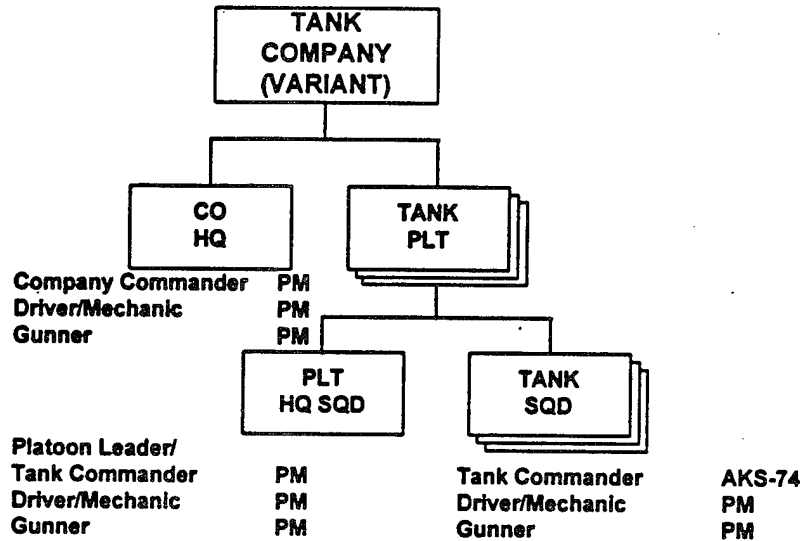 TANK
COMPANY
(VARIANT)
CO
HQ
TANK
PLT
Company Commander PM
Driver/Mechanic PM
Gunner PM
PLT
HQ SQD
TANK
SQD
Platoon Leader/
Tank Commander PM
Driver/Mechanic PM
Gunner PM
Tank Commander AKS-74
Driver/Mechanic PM
Gunner PM